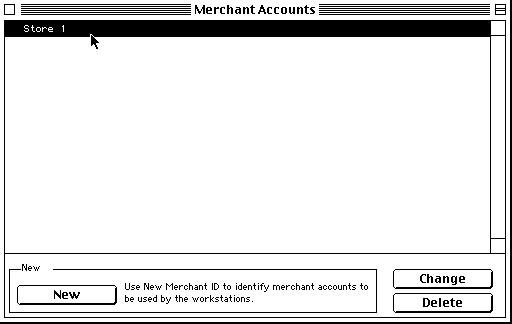 Merchant Accounts
Store 1
New
New
Use New Merchant ID to identify merchant accounts to
be used by the workstations.
Change
Delete